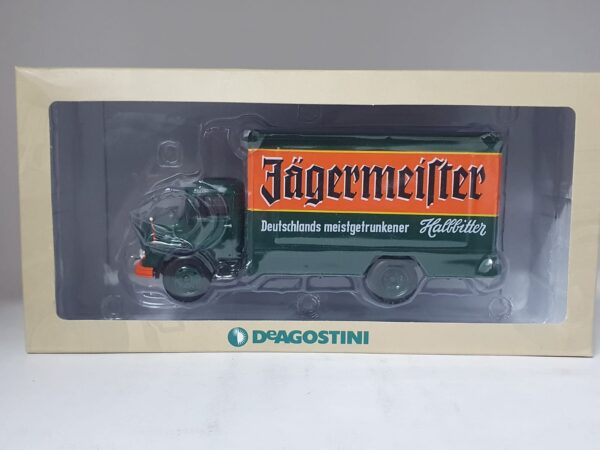 Jägermeiſter
Deutschlands meistgetrunkener Halbbitter
DeAGOSTINI